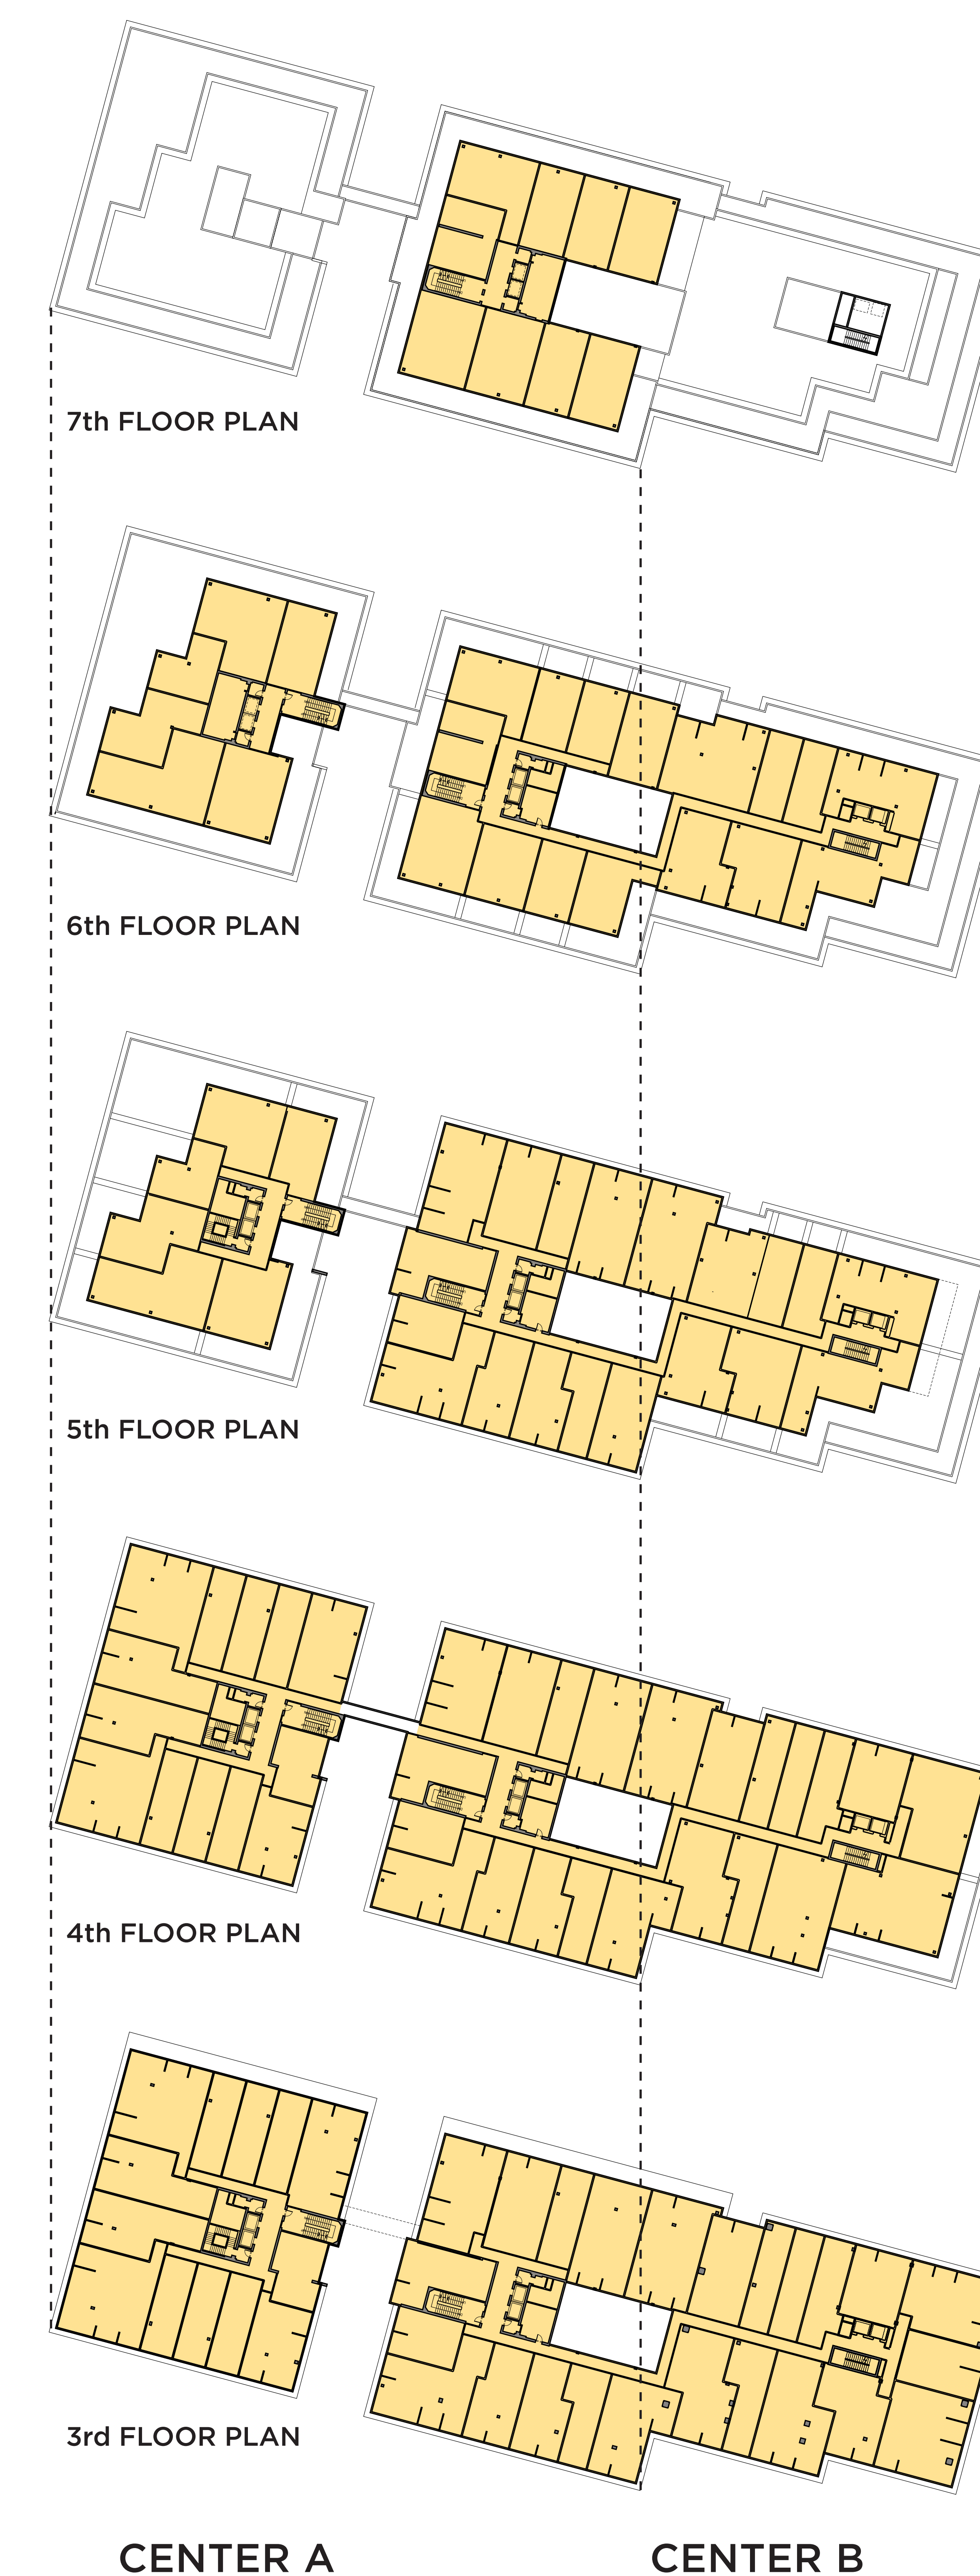 7th FLOOR PLAN
6th FLOOR PLAN
5th FLOOR PLAN
4th FLOOR PLAN
3rd FLOOR PLAN
CENTER A CENTER B